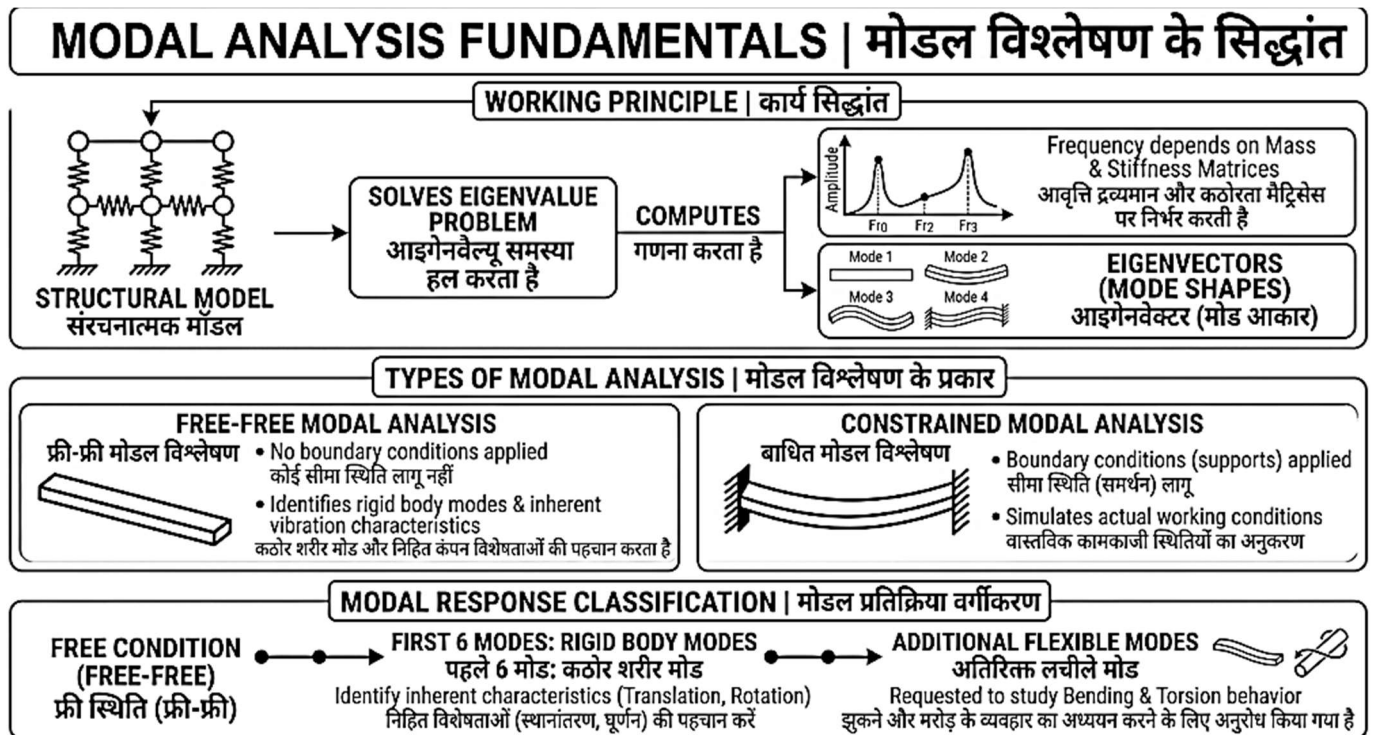 MODAL ANALYSIS FUNDAMENTALS | मोडल विश्लेषण के सिद्धांत
WORKING PRINCIPLE | कार्य सिद्धांत
STRUCTURAL MODEL
संरचनात्मक मॉडल
SOLVES EIGENVALUE
PROBLEM
आइगेनवैल्यू समस्या
हल करता है
COMPUTES
गणना करता है
Amplitude
Fr0 Fr2 Fr3
Frequency depends on Mass
& Stiffness Matrices
आवृत्ति द्रव्यमान और कठोरता मैट्रिसेस
पर निर्भर करती है
Mode 1 Mode 2
Mode 3 Mode 4
EIGENVECTORS
(MODE SHAPES)
आइगेनवेक्टर (मोड आकार)
TYPES OF MODAL ANALYSIS | मोडल विश्लेषण के प्रकार
FREE-FREE MODAL ANALYSIS
फ्री-फ्री मोडल विश्लेषण
• No boundary conditions applied
कोई सीमा स्थिति लागू नहीं
• Identifies rigid body modes & inherent
vibration characteristics
कठोर शरीर मोड और निहित कंपन विशेषताओं की पहचान करता है
CONSTRAINED MODAL ANALYSIS
बाधित मोडल विश्लेषण
• Boundary conditions (supports) applied
सीमा स्थिति (समर्थन) लागू
• Simulates actual working conditions
वास्तविक कामकाजी स्थितियों का अनुकरण
MODAL RESPONSE CLASSIFICATION | मोडल प्रतिक्रिया वर्गीकरण
FREE CONDITION
(FREE-FREE)
फ्री स्थिति (फ्री-फ्री)
FIRST 6 MODES: RIGID BODY MODES
पहले 6 मोड: कठोर शरीर मोड
Identify inherent characteristics (Translation, Rotation)
निहित विशेषताओं (स्थानांतरण, घूर्णन) की पहचान करें
ADDITIONAL FLEXIBLE MODES
अतिरिक्त लचीले मोड
Requested to study Bending & Torsion behavior
झुकने और मरोड़ के व्यवहार का अध्ययन करने के लिए अनुरोध किया गया है